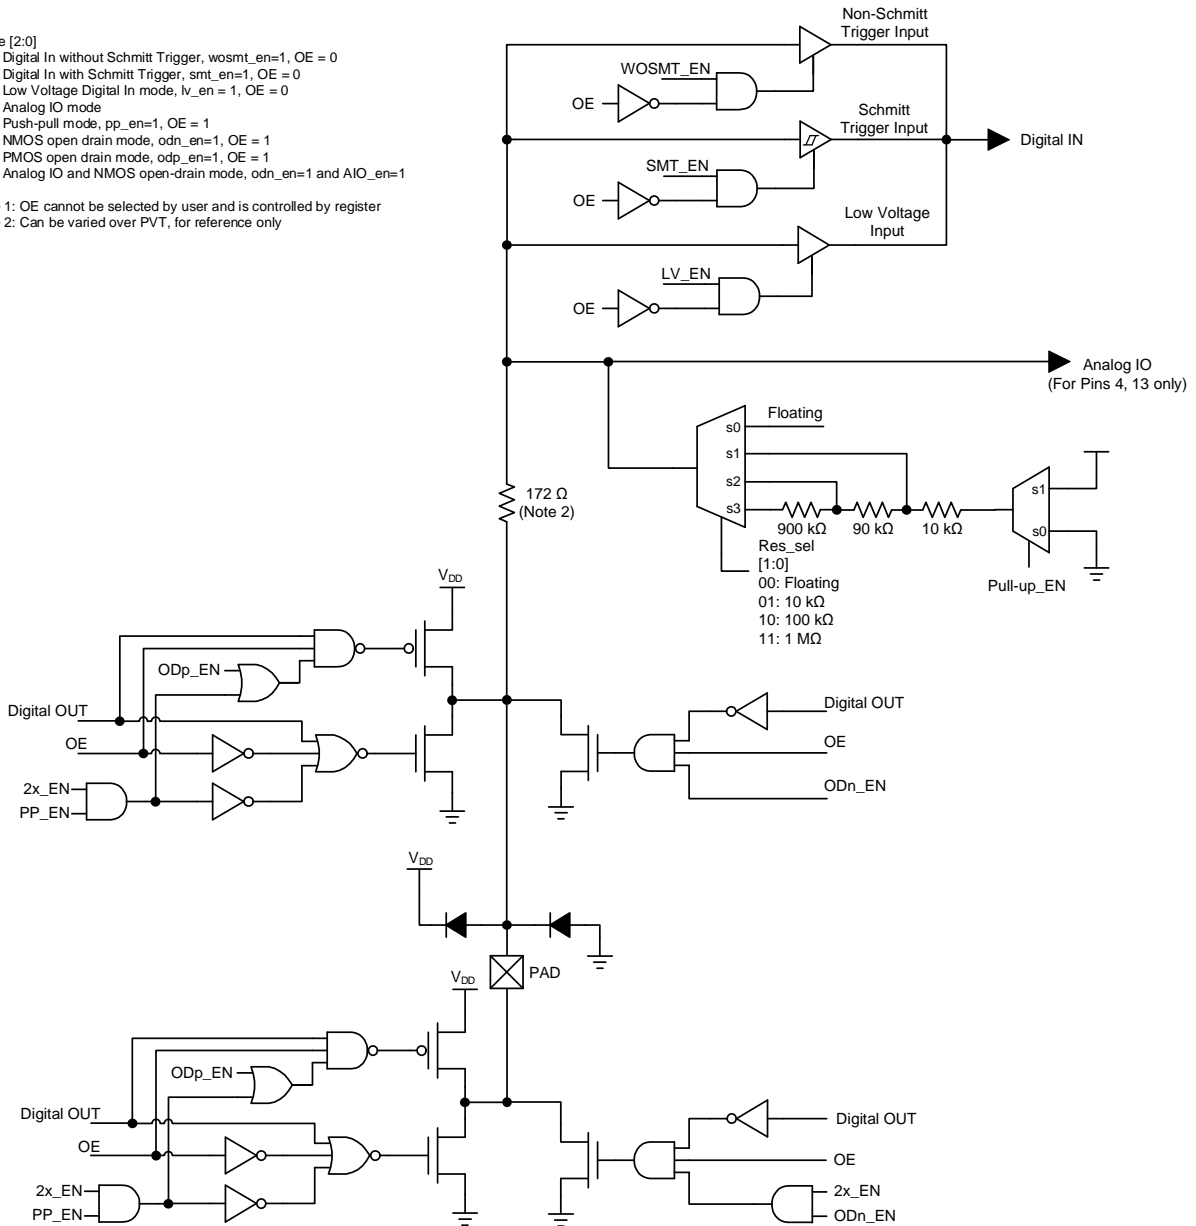 [2:0]
Digital In without Schmitt Trigger, wosmt_en=1, OE = 0
Digital In with Schmitt Trigger, smt_en=1, OE = 0
Low Voltage Digital In mode, lv_en = 1, OE = 0
Analog IO mode
Push-pull mode, pp_en=1, OE = 1
NMOS open drain mode, odn_en=1, OE = 1
PMOS open drain mode, odp_en=1, OE = 1
Analog IO and NMOS open-drain mode, odn_en=1 and AIO_en=1
1: OE cannot be selected by user and is controlled by register
2: Can be varied over PVT, for reference only
Non-Schmitt
Trigger Input
WOSMT_EN
OE
Schmitt
Trigger Input
Digital IN
SMT_EN
OE
Low Voltage
Input
LV_EN
OE
Analog IO
(For Pins 4, 13 only)
Floating
s0
s1
s2
s3
900 kΩ
90 kΩ
10 kΩ
s1
s0
Pull-up_EN
Res_sel
[1:0]
00: Floating
01: 10 kΩ
10: 100 kΩ
11: 1 MΩ
172 Ω
(Note 2)
VDD
ODp_EN
Digital OUT
OE
2x_EN
PP_EN
Digital OUT
OE
ODn_EN
VDD
PAD
VDD
ODp_EN
Digital OUT
OE
2x_EN
PP_EN
Digital OUT
OE
2x_EN
ODn_EN